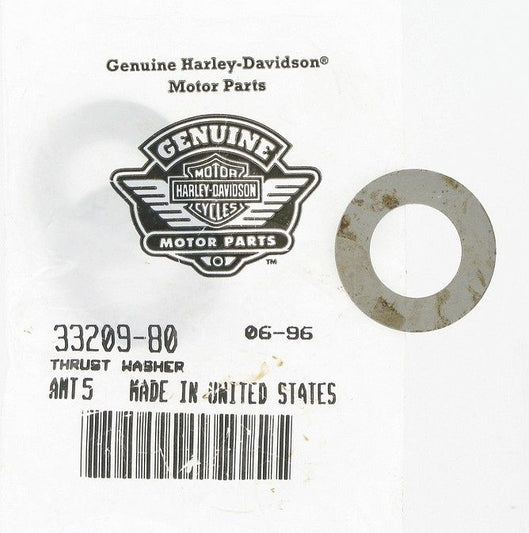 Genuine Harley-Davidson®
Motor Parts
GENUINE
MOTOR
HARLEY-DAVIDSON
CYCLES
MOTOR PARTS
TM
33209-80 06-96
THRUST WASHER
AMT 5 MADE IN UNITED STATES